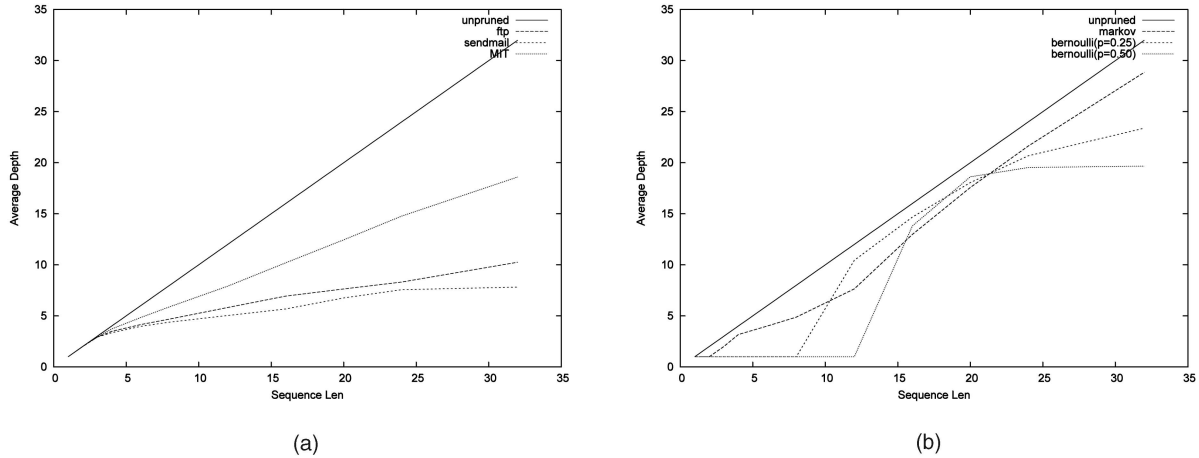 35
30
25
20
15
10
5
0
Average Depth
0 5 10 15 20 25 30 35
Sequence Len
unpruned
ftp
sendmail
MIT
(a)
35
30
25
20
15
10
5
0
Average Depth
0 5 10 15 20 25 30 35
Sequence Len
unpruned
markov
bernoulli(p=0.25)
bernoulli(p=0.50)
(b)